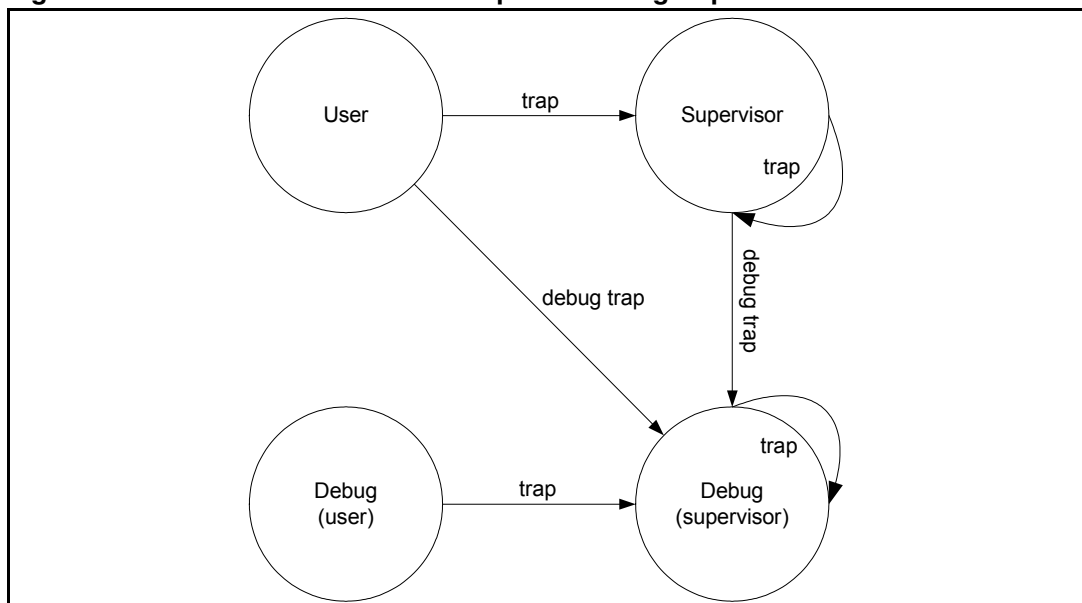 User
trap
Supervisor
trap
debug trap
debug trap
trap
Debug
(user)
trap
Debug
(supervisor)